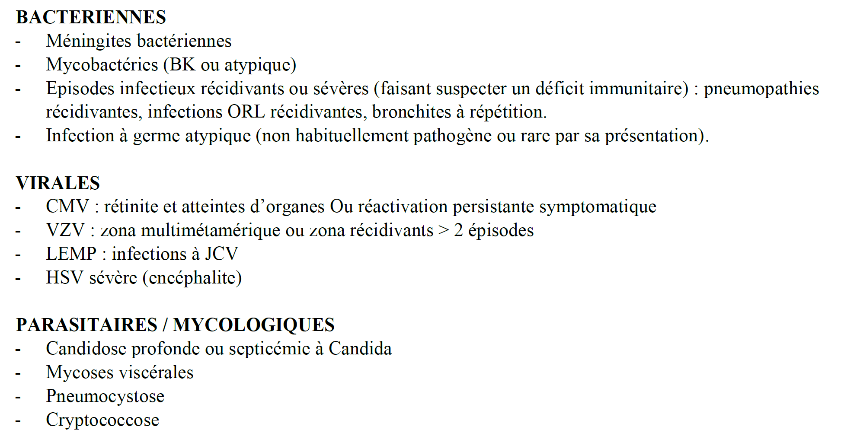 BACTERIENNES
- Méningites bactériennes
- Mycobactéries (BK ou atypique)
- Episodes infectieux récidivants ou sévères (faisant suspecter un déficit immunitaire) : pneumopathies
récidivantes, infections ORL récidivantes, bronchites à répétition.
- Infection à germe atypique (non habituellement pathogène ou rare par sa présentation).
VIRALES
- CMV : rétinite et atteintes d'organes Ou réactivation persistante symptomatique
- VZV : zona multimétamérique ou zona récidivants > 2 épisodes
- LEMP : infections à JCV
- HSV sévère (encéphalite)
PARASITAIRES / MYCOLOGIQUES
- Candidose profonde ou septicémie à Candida
- Mycoses viscérales
- Pneumocystose
- Cryptococcose